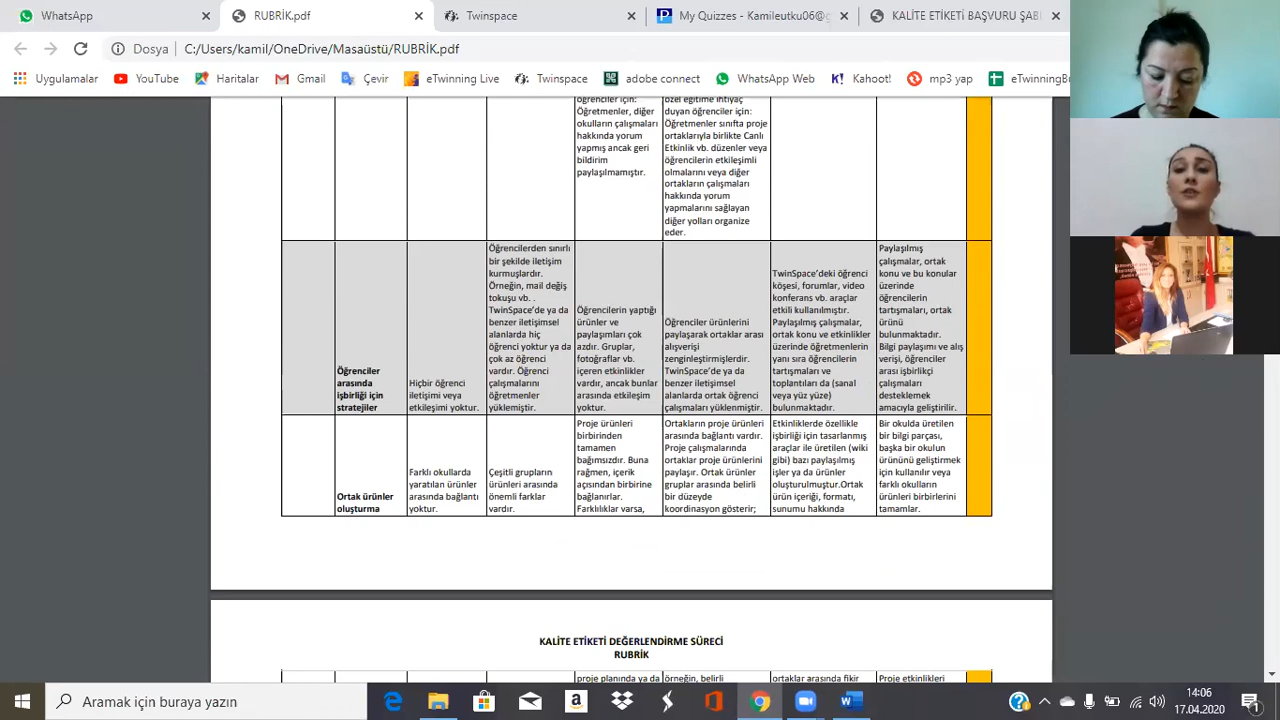 WhatsApp
RUBRİK.pdf
Twinspace
My Quizzes - Kamileutku06@g
KALİTE ETİKETİ BAŞVURU ŞABI
Dosya
C:/Users/kamil/OneDrive/Masaüstü/RUBRİK.pdf
Uygulamalar
YouTube
Haritalar
Gmail
Çevir
eTwinning Live
Twinspace
adobe connect
WhatsApp Web
Kahoot!
mp3 yap
eTwinningBu
öğrenciler için:
Öğretmenler, diğer
okulların çalışmaları
hakkında yorum
yapmış ancak geri
bildirim
paylaşılmamıştır.
özel eğitime ihtiyaç
duyan öğrenciler için:
Öğretmenler sınıfta proje
ortaklarıyla birlikte Canlı
Etkinlik vb. düzenler veya
öğrencilerin etkileşimli
olmalarını veya diğer
ortakların çalışmaları
hakkında yorum
yapmalarını sağlayan
diğer yolları organize
eder.
Öğrenciler
arasında
işbirliği için
stratejiler
Hiçbir öğrenci
iletişimi veya
etkileşimi yoktur.
Öğrencilerden sınırlı
bir şekilde iletişim
kurmuşlardır.
Örneğin, mail değiş
tokuşu vb. .
TwinSpace’de ya da
benzer iletişimsel
alanlarda hiç
öğrenci yoktur ya da
çok az öğrenci
vardır. Öğrenci
çalışmalarını
öğretmenler
yüklemiştir.
Öğrencilerin yaptığı
ürünler ve
paylaşımları çok
azdır. Gruplar,
fotoğraflar vb.
içeren etkinlikler
vardır, ancak bunlar
arasında etkileşim
yoktur.
Öğrenciler ürünlerini
paylaşarak ortaklar arası
alışverişi
zenginleştirmişlerdir.
TwinSpace’de ya da
benzer iletişimsel
alanlarda ortak öğrenci
çalışmaları yüklenmiştir.
TwinSpace’deki öğrenci
köşesi, forumlar, video
konferans vb. araçlar
etkili kullanılmıştır.
Paylaşılmış çalışmalar,
ortak konu ve etkinlikler
üzerinde öğretmenlerin
yanı sıra öğrencilerin
tartışmaları ve
toplantıları da (sanal
veya yüz yüze)
bulunmaktadır.
Paylaşılmış
çalışmalar, ortak
konu ve bu konular
üzerinde
öğrencilerin
tartışmaları, ortak
ürünü
bulunmaktadır.
Bilgi paylaşımı ve alış
verişi, öğrenciler
arası işbirlikçi
çalışmaları
desteklemek
amacıyla geliştirilir.
Ortak ürünler
oluşturma
Farklı okullarda
yaratılan ürünler
arasında bağlantı
yoktur.
Çeşitli grupların
ürünleri arasında
önemli farklar
vardır.
Proje ürünleri
birbirinden
tamamen
bağımsızdır. Buna
rağmen, içerik
açısından birbirine
bağlanırlar.
Farklılıklar varsa,
Ortakların proje ürünleri
arasında bağlantı vardır.
Proje çalışmalarında
ortaklar proje ürünlerini
paylaşır. Ortak ürünler
gruplar arasında belirli
bir düzeyde
koordinasyon gösterir;
Etkinliklerde özellikle
işbirliği için tasarlanmış
araçlar ile üretilen (wiki
gibi) bazı paylaşılmış
işler ya da ürünler
oluşturulmuştur.Ortak
ürün içeriği, formatı,
sunumu hakkında
Bir okulda üretilen
bir bilgi parçası,
başka bir okulun
ürününü geliştirmek
için kullanılır veya
farklı okulların
ürünleri birbirlerini
tamamlar.
KALİTE ETİKETİ DEĞERLENDİRME SÜRECİ
RUBRİK
proje planında ya da
örneğin, belirli
ortaklar arasında fikir
Proje etkinlikleri
Aramak için buraya yazın
14:06
17.04.2020